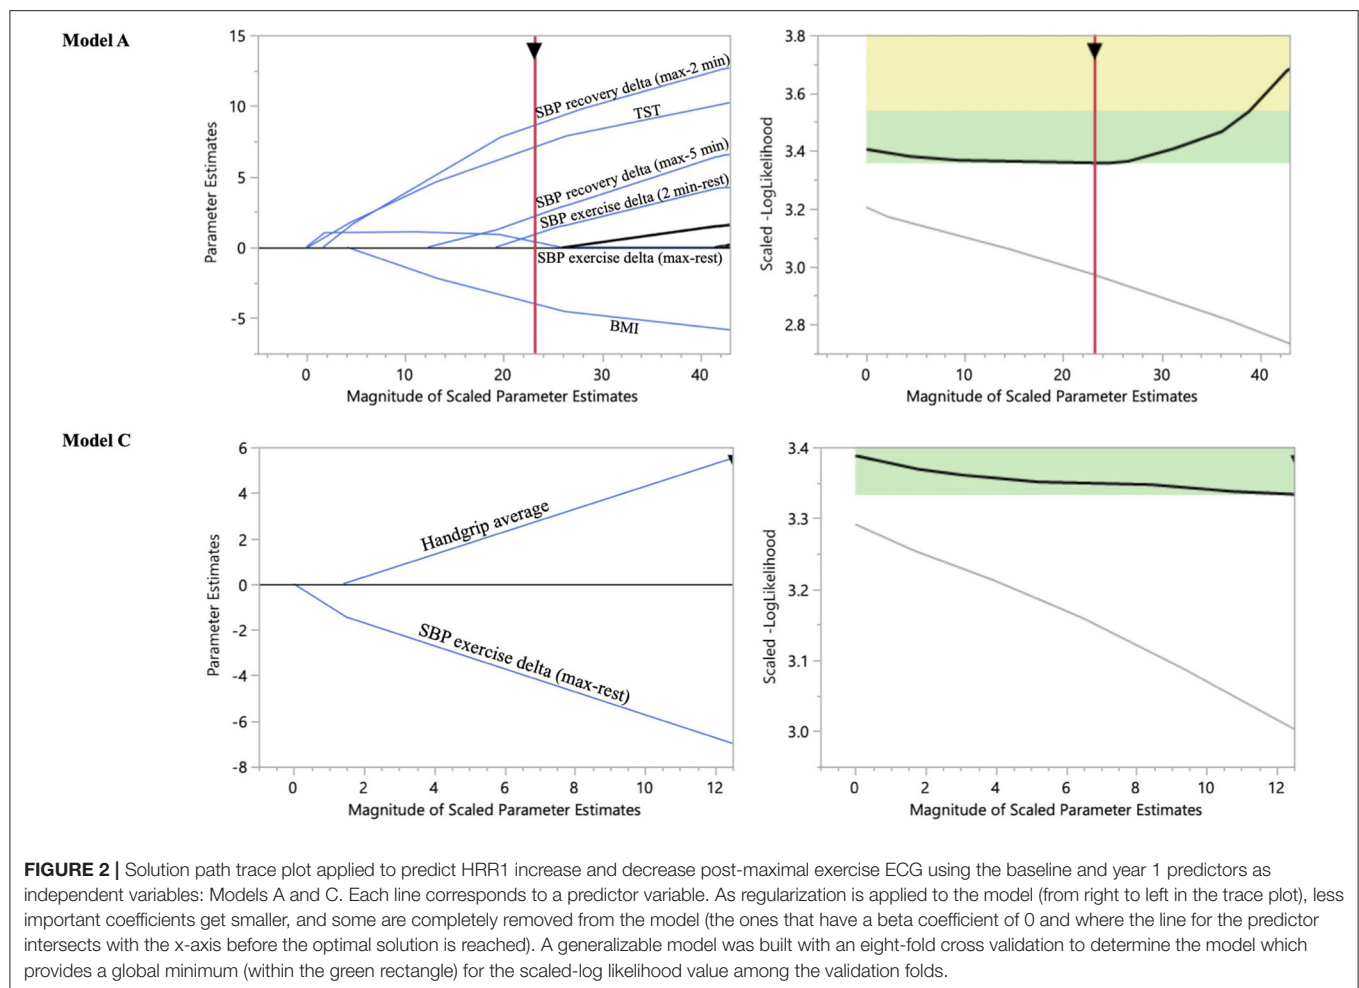 Model A
15
10
5
0
-5
Parameter Estimates
SBP recovery delta (max-2 min)
TST
SBP recovery delta (max-5 min)
SBP exercise delta (2 min-rest)
SBP exercise delta (max-rest)
BMI
0 10 20 30 40
Magnitude of Scaled Parameter Estimates
3.8
3.6
3.4
3.2
3.0
2.8
Scaled -LogLikelihood
0 10 20 30 40
Magnitude of Scaled Parameter Estimates
Model C
6
4
2
0
-2
-4
-6
-8
Parameter Estimates
Handgrip average
SBP exercise delta (max-rest)
0 2 4 6 8 10 12
Magnitude of Scaled Parameter Estimates
3.4
3.3
3.2
3.1
3.0
Scaled -LogLikelihood
0 2 4 6 8 10 12
Magnitude of Scaled Parameter Estimates
FIGURE 2 | Solution path trace plot applied to predict HRR1 increase and decrease post-maximal exercise ECG using the baseline and year 1 predictors as
independent variables: Models A and C. Each line corresponds to a predictor variable. As regularization is applied to the model (from right to left in the trace plot), less
important coefficients get smaller, and some are completely removed from the model (the ones that have a beta coefficient of 0 and where the line for the predictor
intersects with the x-axis before the optimal solution is reached). A generalizable model was built with an eight-fold cross validation to determine the model which
provides a global minimum (within the green rectangle) for the scaled-log likelihood value among the validation folds.